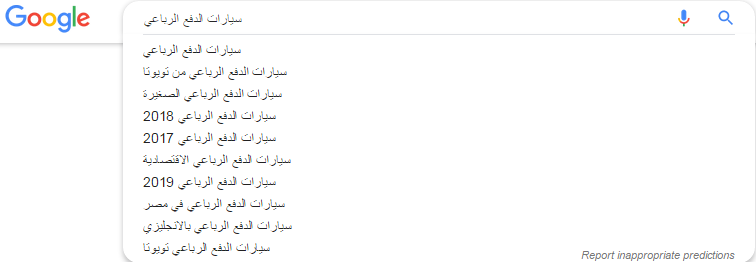 Google
سيارات الدفع الرباعي
سيارات الدفع الرباعي
سيارات الدفع الرباعي من تويوتا
سيارات الدفع الرباعي الصغيرة
سيارات الدفع الرباعي 2018
سيارات الدفع الرباعي 2017
سيارات الدفع الرباعي الاقتصادية
سيارات الدفع الرباعي 2019
سيارات الدفع الرباعي في مصر
سيارات الدفع الرباعي بالانجليزي
سيارات الدفع الرباعي تويوتا
Report inappropriate predictions